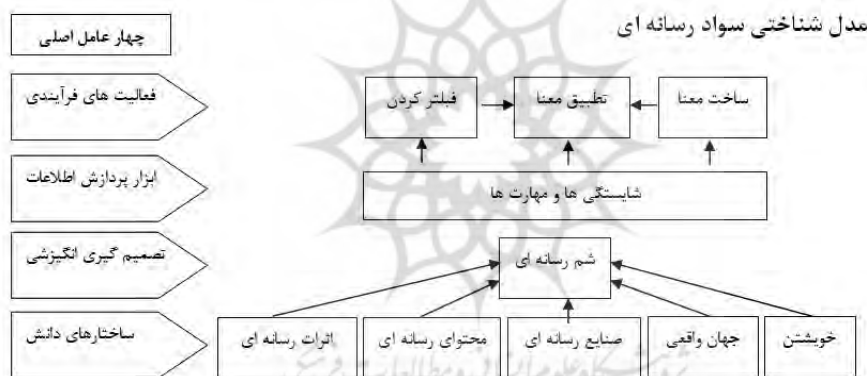 مدل شناختی سواد رسانه ای
چهار عامل اصلی
ساخت معنا
تطبیق معنا
فیلتر کردن
فعالیت های فرآیندی
شایستگی ها و مهارت ها
ابزار پردازش اطلاعات
شم رسانه ای
تصمیم گیری انگیزشی
خویشتن
جهان واقعی
صنایع رسانه ای
محتوای رسانه ای
اثرات رسانه ای
ساختارهای دانش